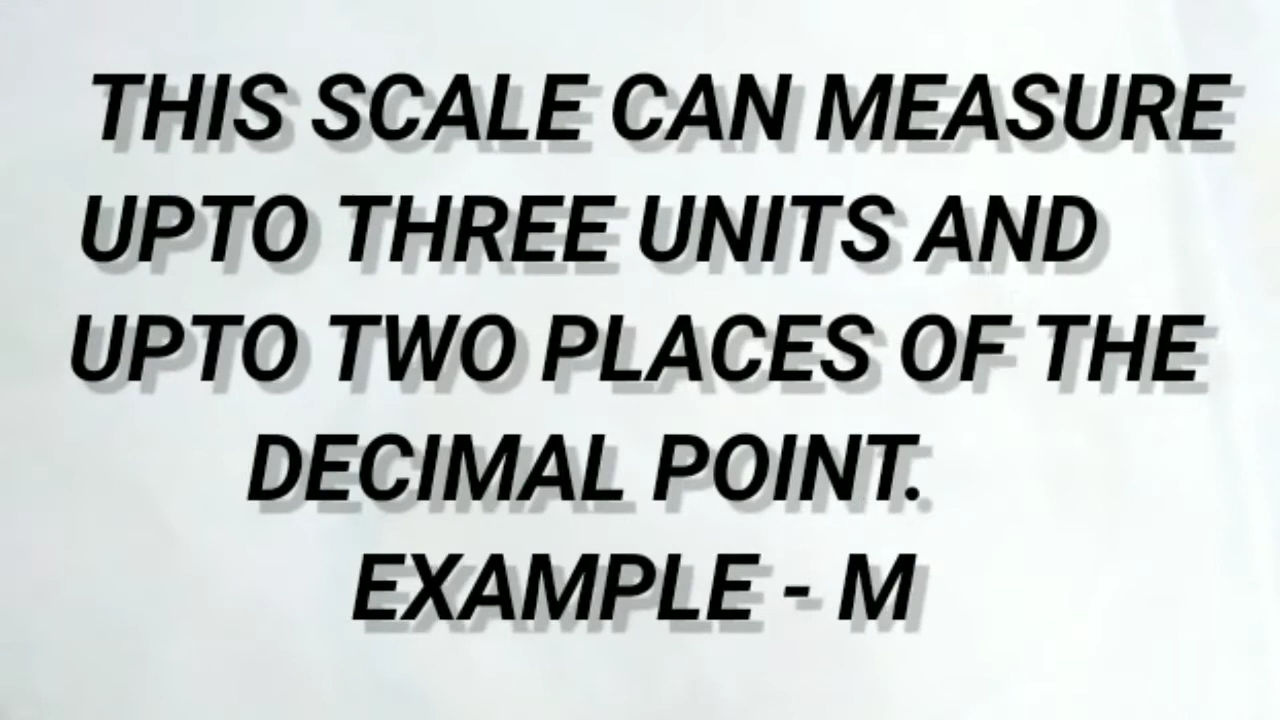 THIS SCALE CAN MEASURE
UPTO THREE UNITS AND
UPTO TWO PLACES OF THE
DECIMAL POINT.
EXAMPLE - M